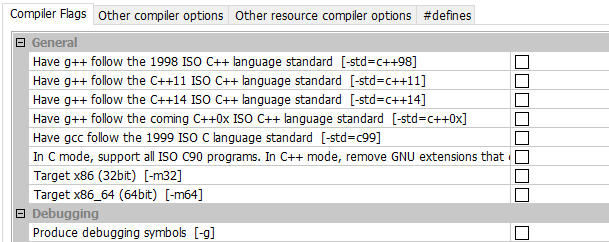 Compiler Flags Other compiler options Other resource compiler options #defines
General
Have g++ follow the 1998 ISO C++ language standard [-std=c++98]
Have g++ follow the C++11 ISO C++ language standard [-std=c++11]
Have g++ follow the C++14 ISO C++ language standard [-std=c++14]
Have g++ follow the coming C++0x ISO C++ language standard [-std=c++0x]
Have gcc follow the 1999 ISO C language standard [-std=c99]
In C mode, support all ISO C90 programs. In C++ mode, remove GNU extensions that
Target x86 (32bit) [-m32]
Target x86_64 (64bit) [-m64]
Debugging
Produce debugging symbols [-g]